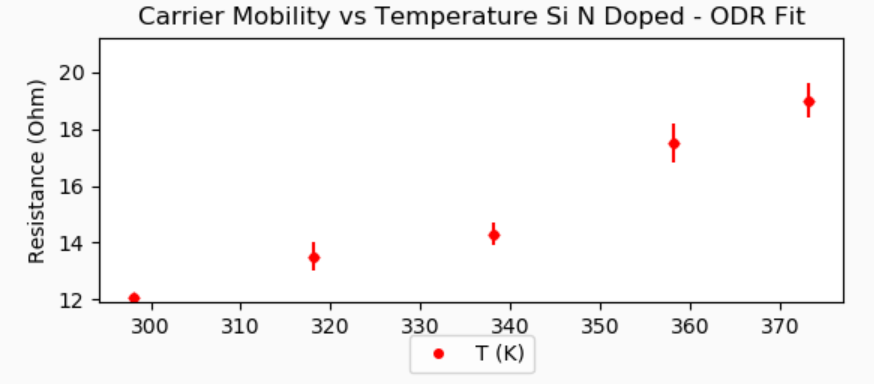 Carrier Mobility vs Temperature Si N Doped - ODR Fit
Resistance (Ohm)
20
18
16
14
12
300 310 320 330 340 350 360 370
T (K)